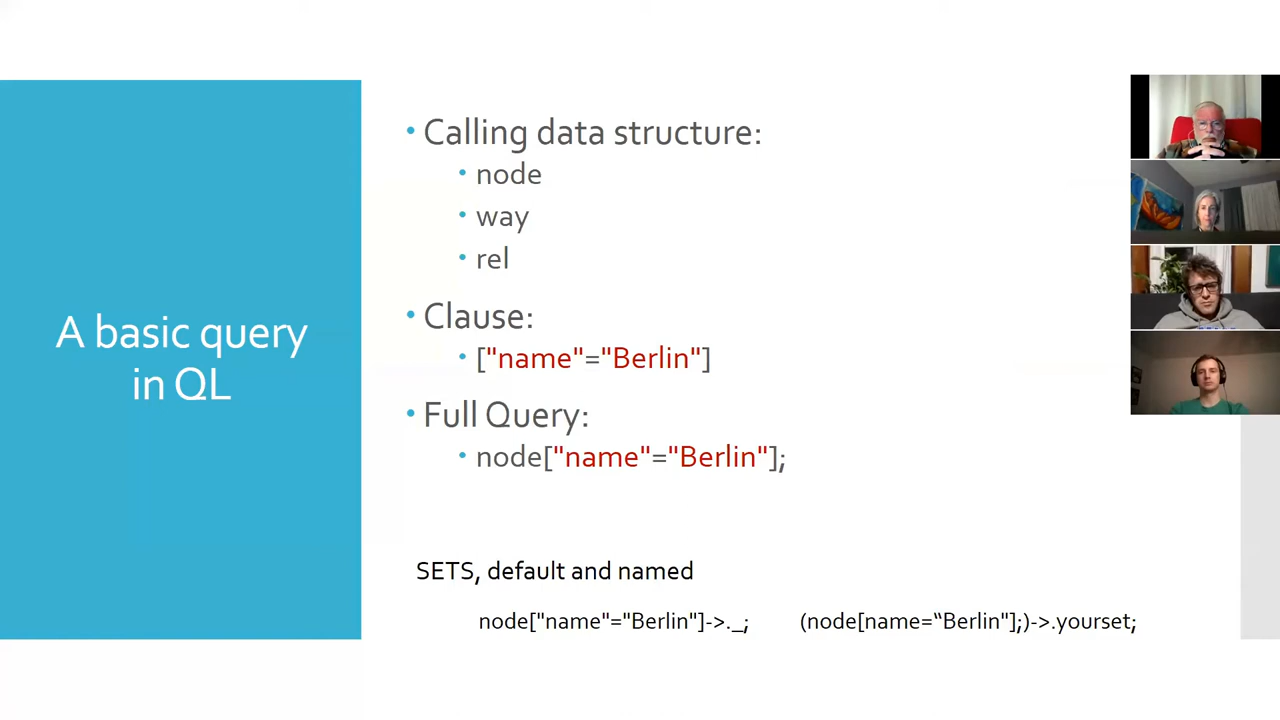 A basic query
in QL
• Calling data structure:
• node
• way
• rel
• Clause:
• ["name"="Berlin"]
• Full Query:
• node["name"="Berlin"];
SETS, default and named
node["name"="Berlin"]->._;
(node[name=“Berlin"];)->.yourset;